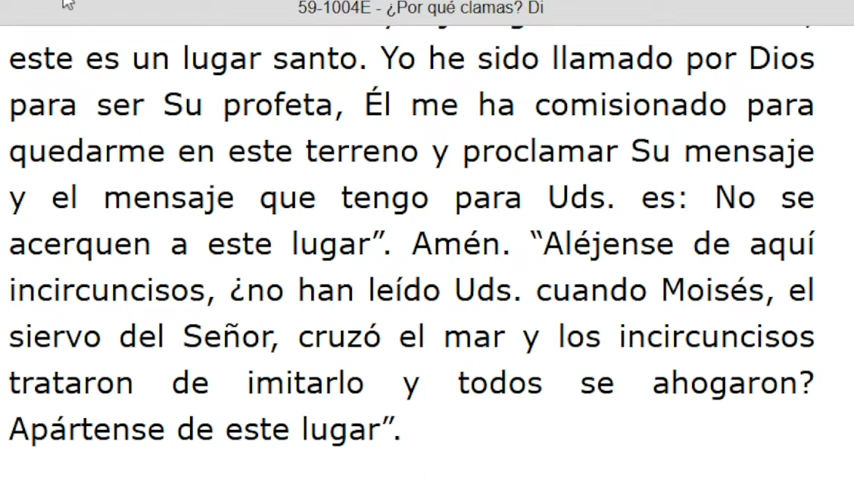 59-1004E - ¿Por qué clamas? Di
este es un lugar santo. Yo he sido llamado por Dios
para ser Su profeta, Él me ha comisionado para
quedarme en este terreno y proclamar Su mensaje
y el mensaje que tengo para Uds. es: No se
acerquen a este lugar”. Amén. “Aléjense de aquí
incircuncisos, ¿no han leído Uds. cuando Moisés, el
siervo del Señor, cruzó el mar y los incircuncisos
trataron de imitarlo y todos se ahogaron?
Apártense de este lugar”.